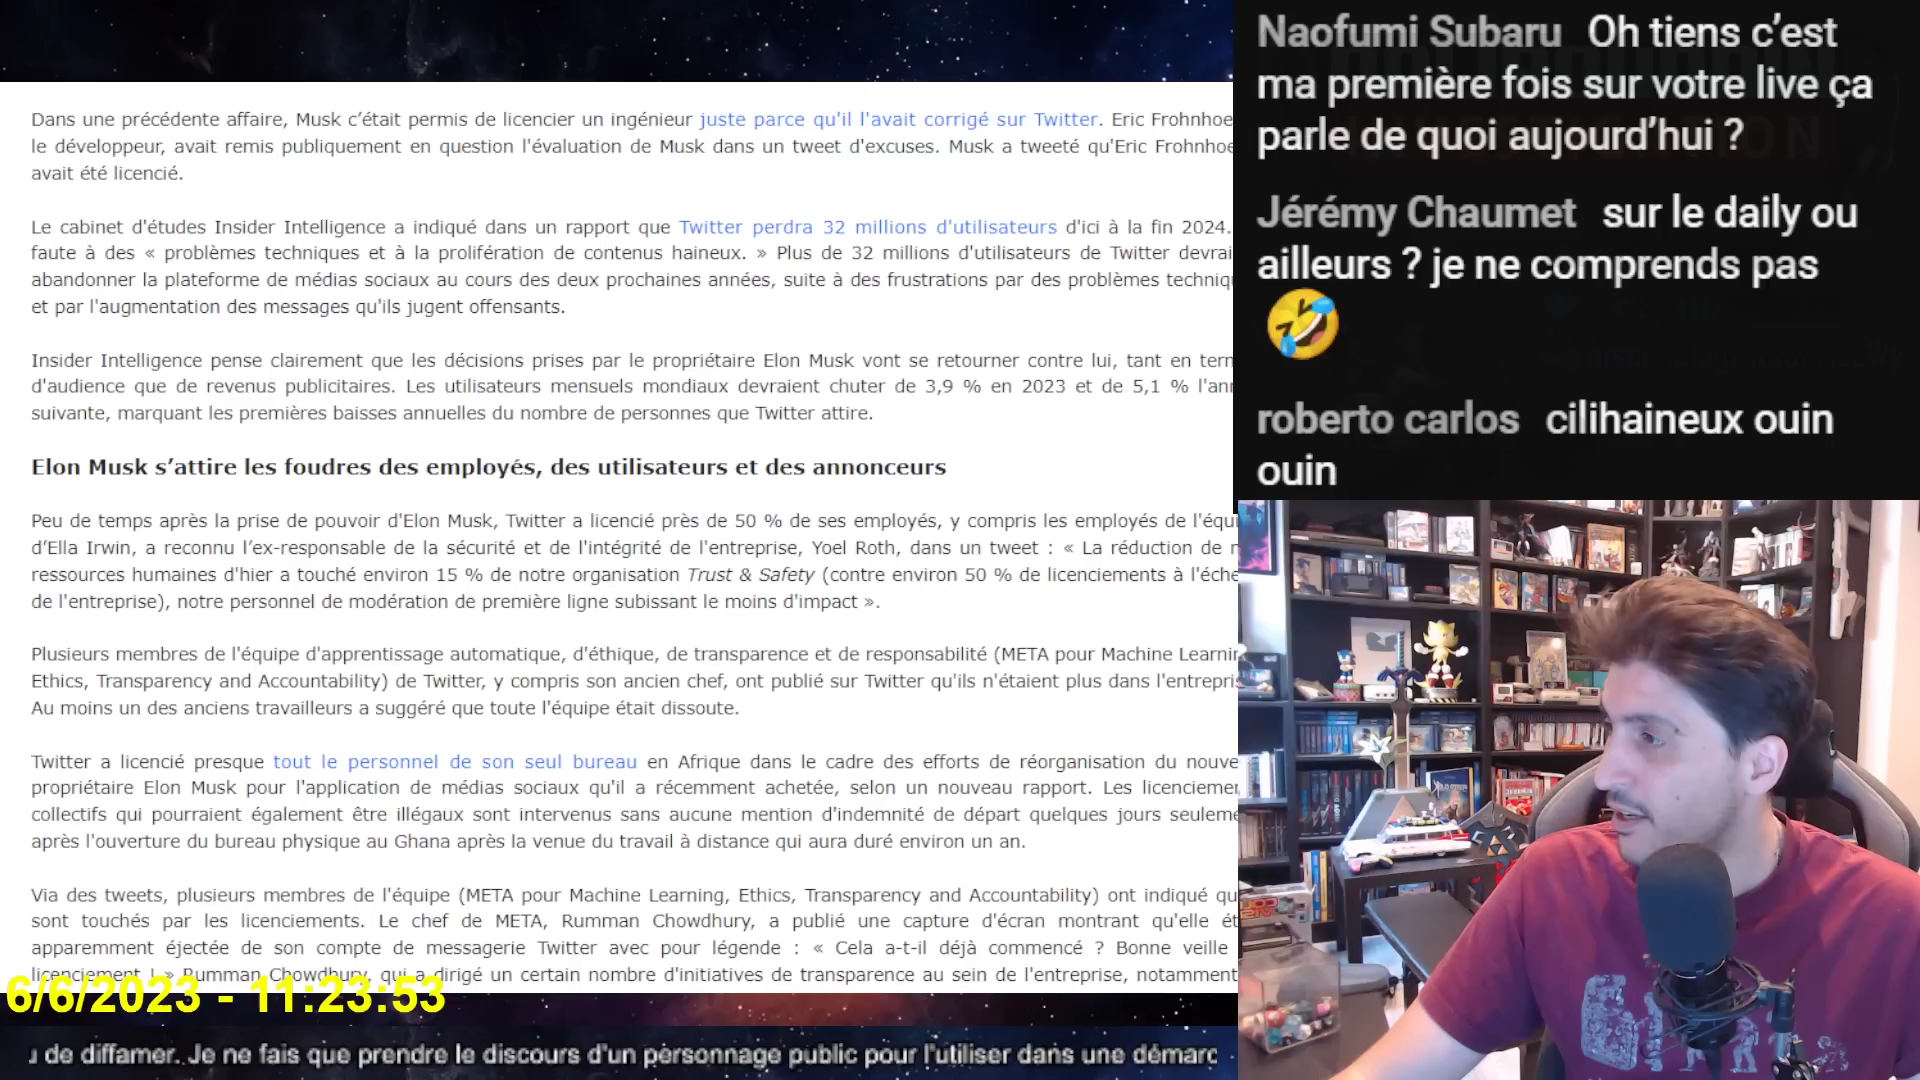 Dans une précédente affaire, Musk c’était permis de licencier un ingénieur juste parce qu'il l'avait corrigé sur Twitter. Eric
le développeur, avait remis publiquement en question l'évaluation de Musk dans un tweet d'excuses. Musk a tweeté qu'Eric
avait été licencié.
Le cabinet d'études Insider Intelligence a indiqué dans un rapport que Twitter perdra 32 millions d'utilisateurs d'ici à la fin 2024.
faute à des « problèmes techniques et à la prolifération de contenus haineux. » Plus de 32 millions d'utilisateurs de Twitter
abandonner la plateforme de médias sociaux au cours des deux prochaines années, suite à des frustrations par des problèmes
et par l'augmentation des messages qu'ils jugent offensants.
Insider Intelligence pense clairement que les décisions prises par le propriétaire Elon Musk vont se retourner contre lui, tant en
d'audience que de revenus publicitaires. Les utilisateurs mensuels mondiaux devraient chuter de 3,9 % en 2023 et de 5,1 %
suivante, marquant les premières baisses annuelles du nombre de personnes que Twitter attire.
Elon Musk s’attire les foudres des employés, des utilisateurs et des annonceurs
Peu de temps après la prise de pouvoir d'Elon Musk, Twitter a licencié près de 50 % de ses employés, y compris les employés de
d’Ella Irwin, a reconnu l’ex-responsable de la sécurité et de l'intégrité de l'entreprise, Yoel Roth, dans un tweet : « La réduction de
ressources humaines d'hier a touché environ 15 % de notre organisation Trust & Safety (contre environ 50 % de licenciements à
de l'entreprise), notre personnel de modération de première ligne subissant le moins d'impact ».
Plusieurs membres de l'équipe d'apprentissage automatique, d'éthique, de transparence et de responsabilité (META pour Machine
Ethics, Transparency and Accountability) de Twitter, y compris son ancien chef, ont publié sur Twitter qu'ils n'étaient plus dans
Au moins un des anciens travailleurs a suggéré que toute l'équipe était dissoute.
Twitter a licencié presque tout le personnel de son seul bureau en Afrique dans le cadre des efforts de réorganisation du
propriétaire Elon Musk pour l'application de médias sociaux qu'il a récemment achetée, selon un nouveau rapport. Les
collectifs qui pourraient également être illégaux sont intervenus sans aucune mention d'indemnité de départ quelques jours
après l'ouverture du bureau physique au Ghana après la venue du travail à distance qui aura duré environ un an.
Via des tweets, plusieurs membres de l'équipe (META pour Machine Learning, Ethics, Transparency and Accountability) ont indiqué
sont touchés par les licenciements. Le chef de META, Rumman Chowdhury, a publié une capture d'écran montrant qu'elle
apparemment éjectée de son compte de messagerie Twitter avec pour légende : « Cela a-t-il déjà commencé ? Bonne veille
licenciement ! » Rumman Chowdhury, qui a dirigé un certain nombre d'initiatives de transparence au sein de l'entreprise, notamment
6/6/2023 - 11:23:53
de diffamer. Je ne fais que prendre le discours d'un personnage public pour l'utiliser dans une
Naofumi Subaru Oh tiens c’est
ma première fois sur votre live ça
parle de quoi aujourd’hui ?
Jérémy Chaumet sur le daily ou
ailleurs ? je ne comprends pas
🤣
roberto carlos cilihaineux ouin
ouin